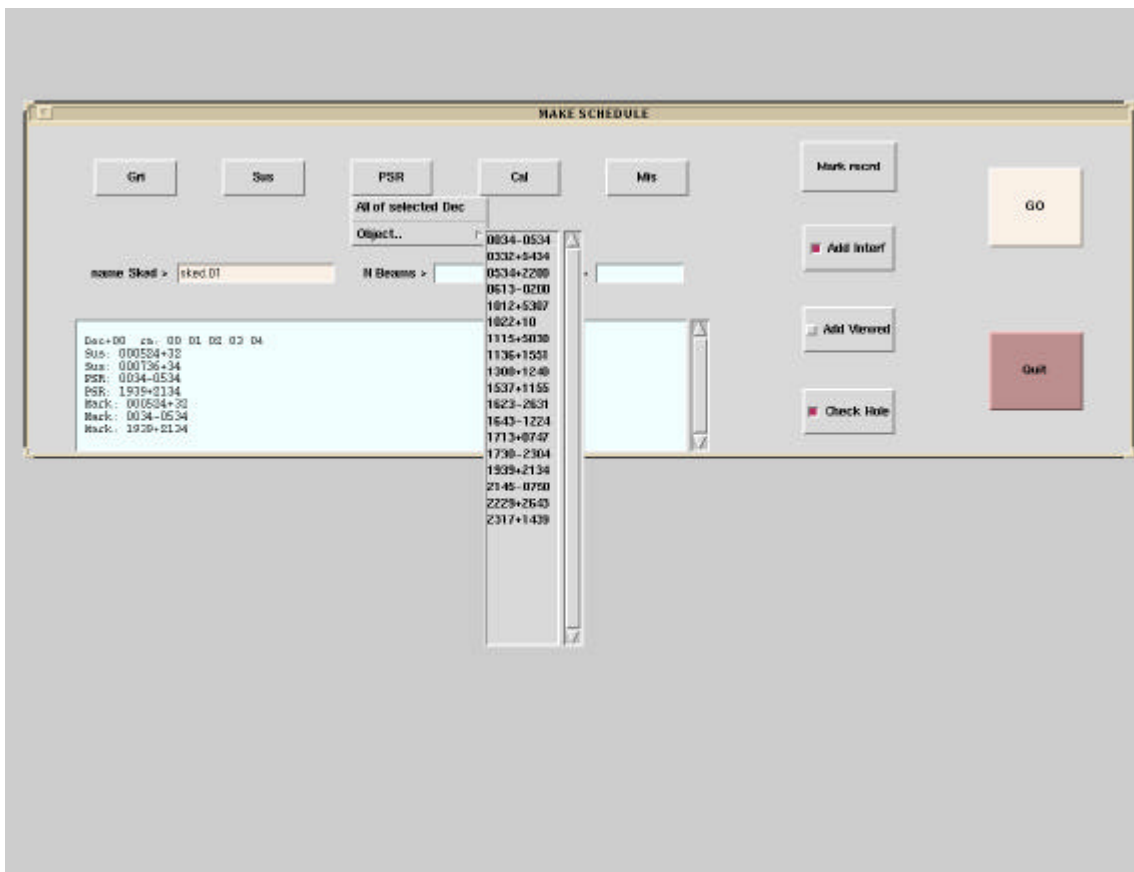 MAKE SCHEDULE
Grt
Sus
PSR
Cal
Mis
Mark recrd
GO
All of selected Dec
Object..
Add Interf
name Sked >
sked.01
N Beams >
0034-0534
0332+5434
0534+2200
0613-0200
1012+5307
1022+10
1115+5030
1136+1551
1300+1240
1537+1155
1623-2631
1643-1224
1713+0747
1730-2304
1939+2134
2145-0750
2229+2643
2317+1439
Dec+00 ra: 00 01 02 03 04
Sus: 000524+32
Sus: 000736+34
PSR: 0034-0534
PSR: 1939+2134
Mark: 000524+32
Mark: 0034-0534
Mark: 1939+2134
Add Viewed
Quit
Check Hole